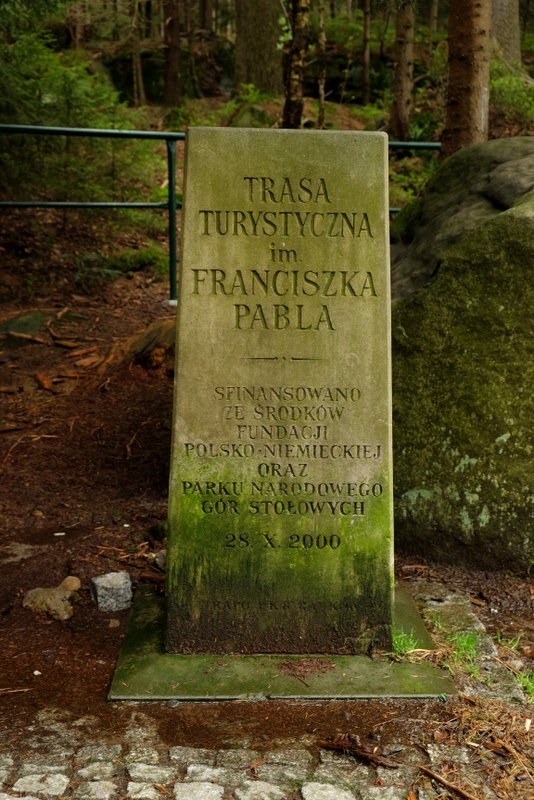 TRASA
TURYSTYCZNA
im.
FRANCISZKA
PABLA
SFINANSOWANO
ZE ŚRODKÓW
FUNDACJI
POLSKO-NIEMIECKIEJ
ORAZ
PARKU NARODOWEGO
GÓR STOŁOWYCH
28. X. 2000